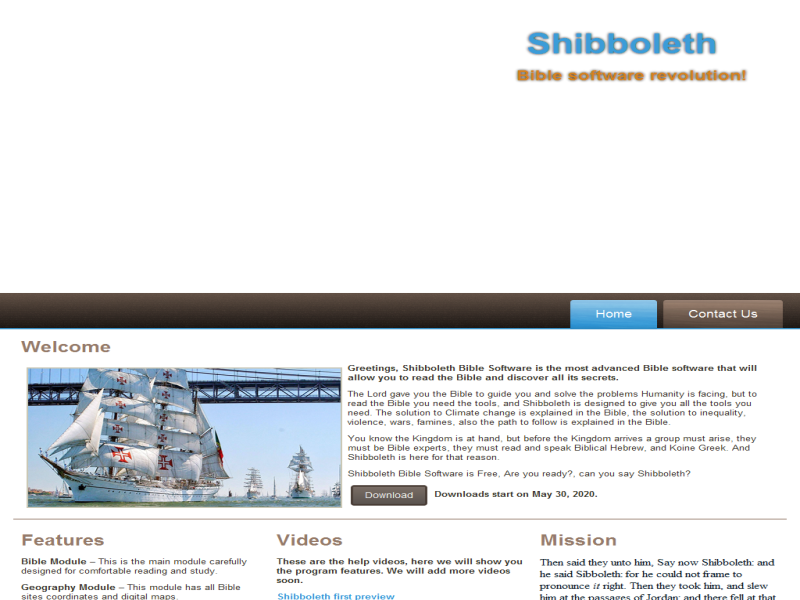 Shibboleth
Bible software revolution!
Home
Contact Us
Welcome
Greetings, Shibboleth Bible Software is the most advanced Bible software that will
allow you to read the Bible and discover all its secrets.
The Lord gave you the Bible to guide you and solve the problems Humanity is facing, but to
read the Bible you need the tools, and Shibboleth is designed to give you all the tools you
need. The solution to Climate change is explained in the Bible, the solution to inequality,
violence, wars, famines, also the path to follow is explained in the Bible.
You know the Kingdom is at hand, but before the Kingdom arrives a group must arise, they
must be Bible experts, they must read and speak Biblical Hebrew, and Koine Greek. And
Shibboleth is here for that reason.
Shibboleth Bible Software is Free, Are you ready?, can you say Shibboleth?
Download
Downloads start on May 30, 2020.
Features
Bible Module – This is the main module carefully
designed for comfortable reading and study.
Geography Module – This module has all Bible
sites coordinates and digital maps.
Videos
These are the help videos, here we will show you
the program features. We will add more videos
soon.
Shibboleth first preview
Mission
Then said they unto him, Say now Shibboleth: and
he said Sibboleth: for he could not frame to
pronounce it right. Then they took him, and slew
him at the passages of Jordan: and there fell at that